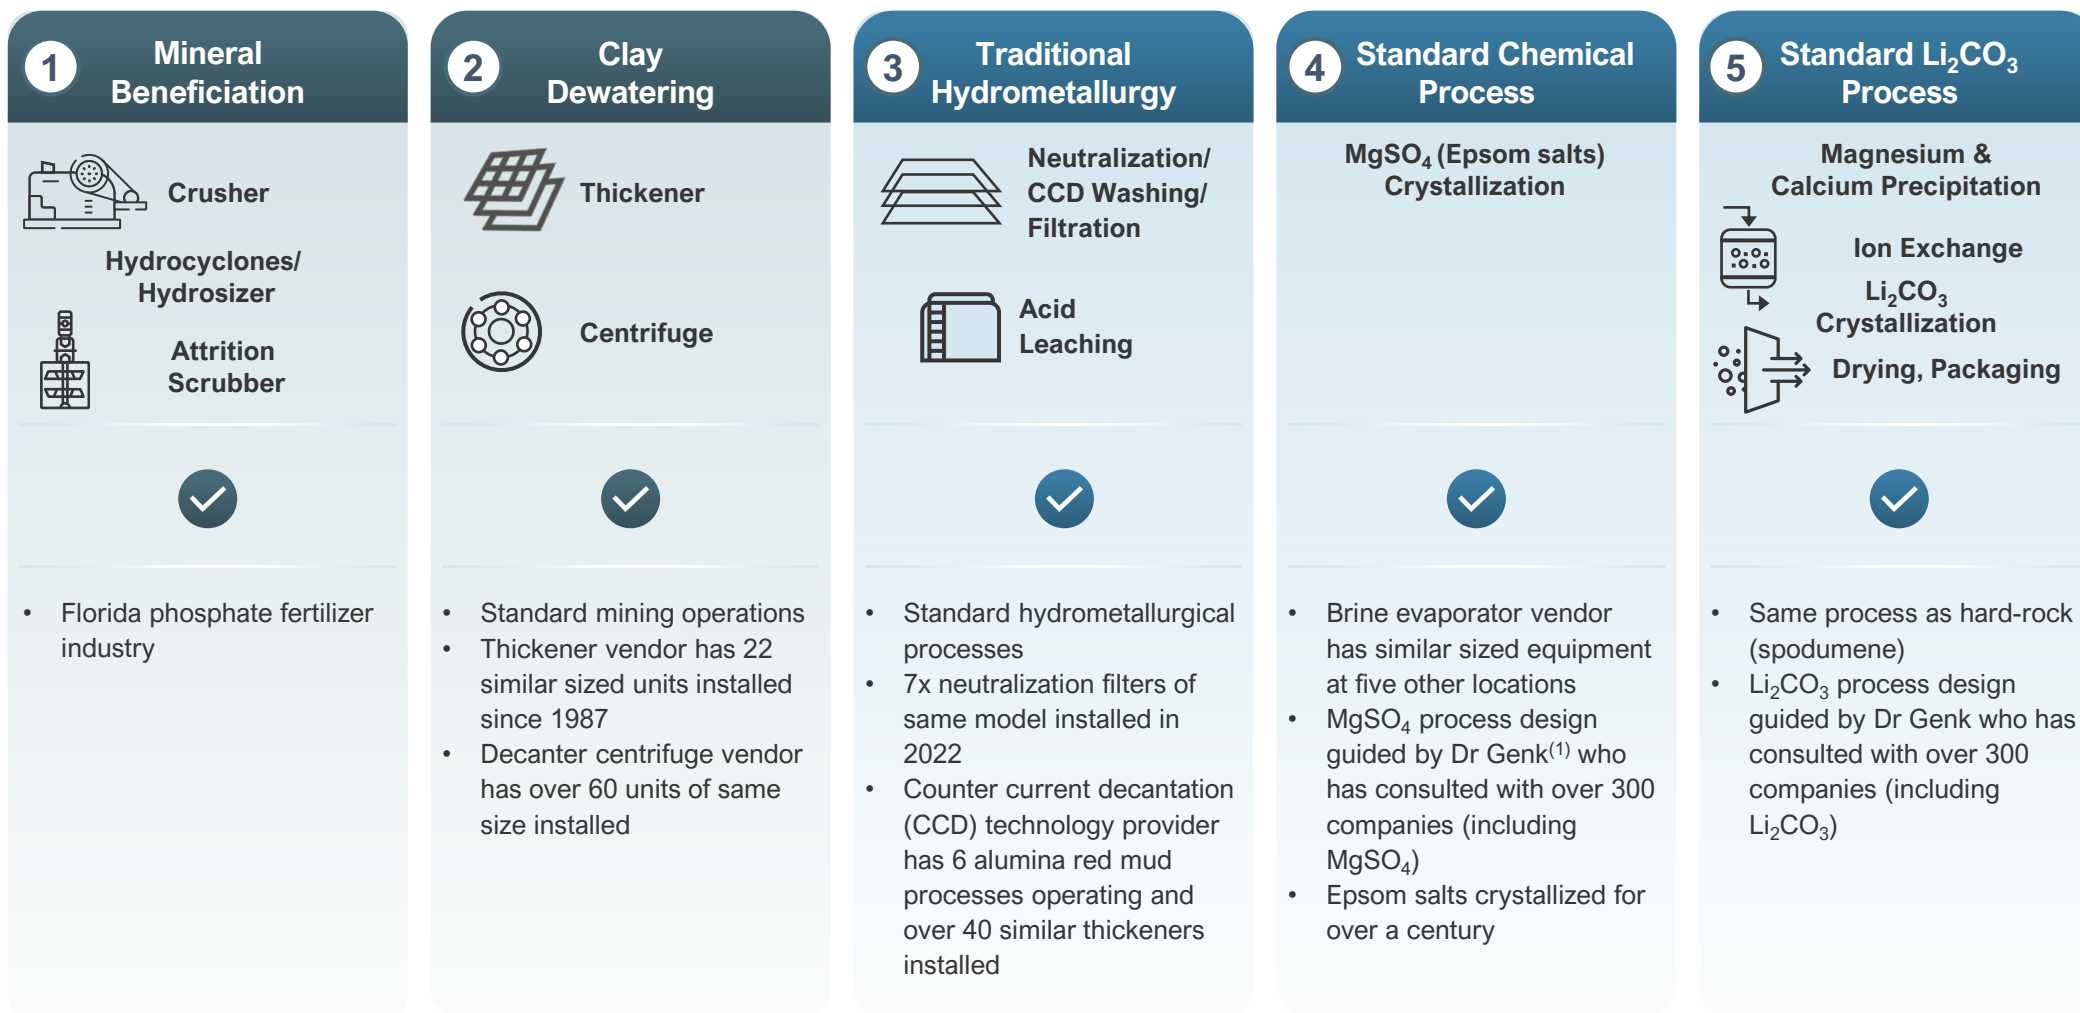 1
Mineral
Beneficiation
Crusher
Hydrocyclones/
Hydrosizer
Attrition
Scrubber
• Florida phosphate fertilizer
industry
2
Clay
Dewatering
Thickener
Centrifuge
• Standard mining operations
• Thickener vendor has 22
similar sized units installed
since 1987
• Decanter centrifuge vendor
has over 60 units of same
size installed
3
Traditional
Hydrometallurgy
Neutralization/
CCD Washing/
Filtration
Acid
Leaching
• Standard hydrometallurgical
processes
• 7x neutralization filters of
same model installed in
2022
• Counter current decantation
(CCD) technology provider
has 6 alumina red mud
processes operating and
over 40 similar thickeners
installed
4
Standard Chemical
Process
MgSO₄ (Epsom salts)
Crystallization
• Brine evaporator vendor
has similar sized equipment
at five other locations
• MgSO₄ process design
guided by Dr Genk⁽¹⁾ who
has consulted with over 300
companies (including
MgSO₄)
• Epsom salts crystallized for
over a century
5
Standard Li₂CO₃
Process
Magnesium &
Calcium Precipitation
Ion Exchange
Li₂CO₃
Crystallization
Drying, Packaging
• Same process as hard-rock
(spodumene)
• Li₂CO₃ process design
guided by Dr Genk who has
consulted with over 300
companies (including
Li₂CO₃)